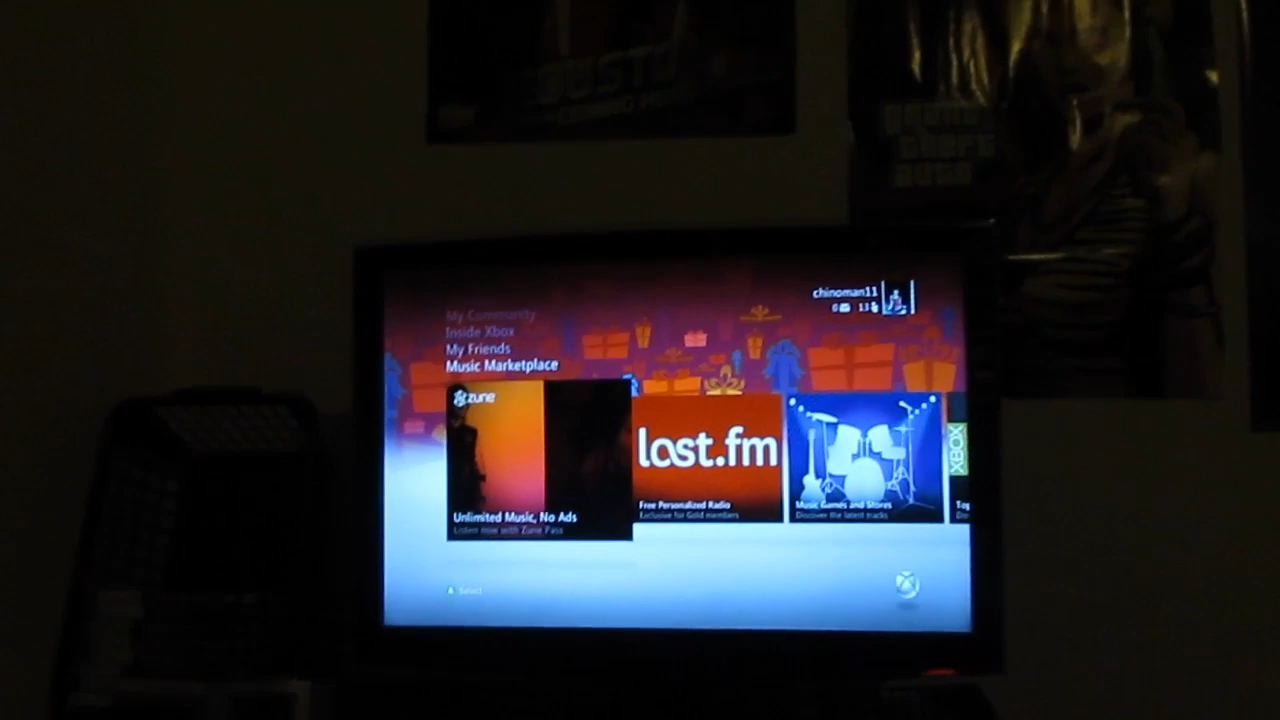 chinoman11
0 13
My Community
Inside Xbox
My Friends
Music Marketplace
zune
Unlimited Music, No Ads
Listen now with Zune Pass
last.fm
Free Personalized Radio
Exclusive for Gold members
Music Games and Stores
Discover the latest tracks
XBOX
A Select